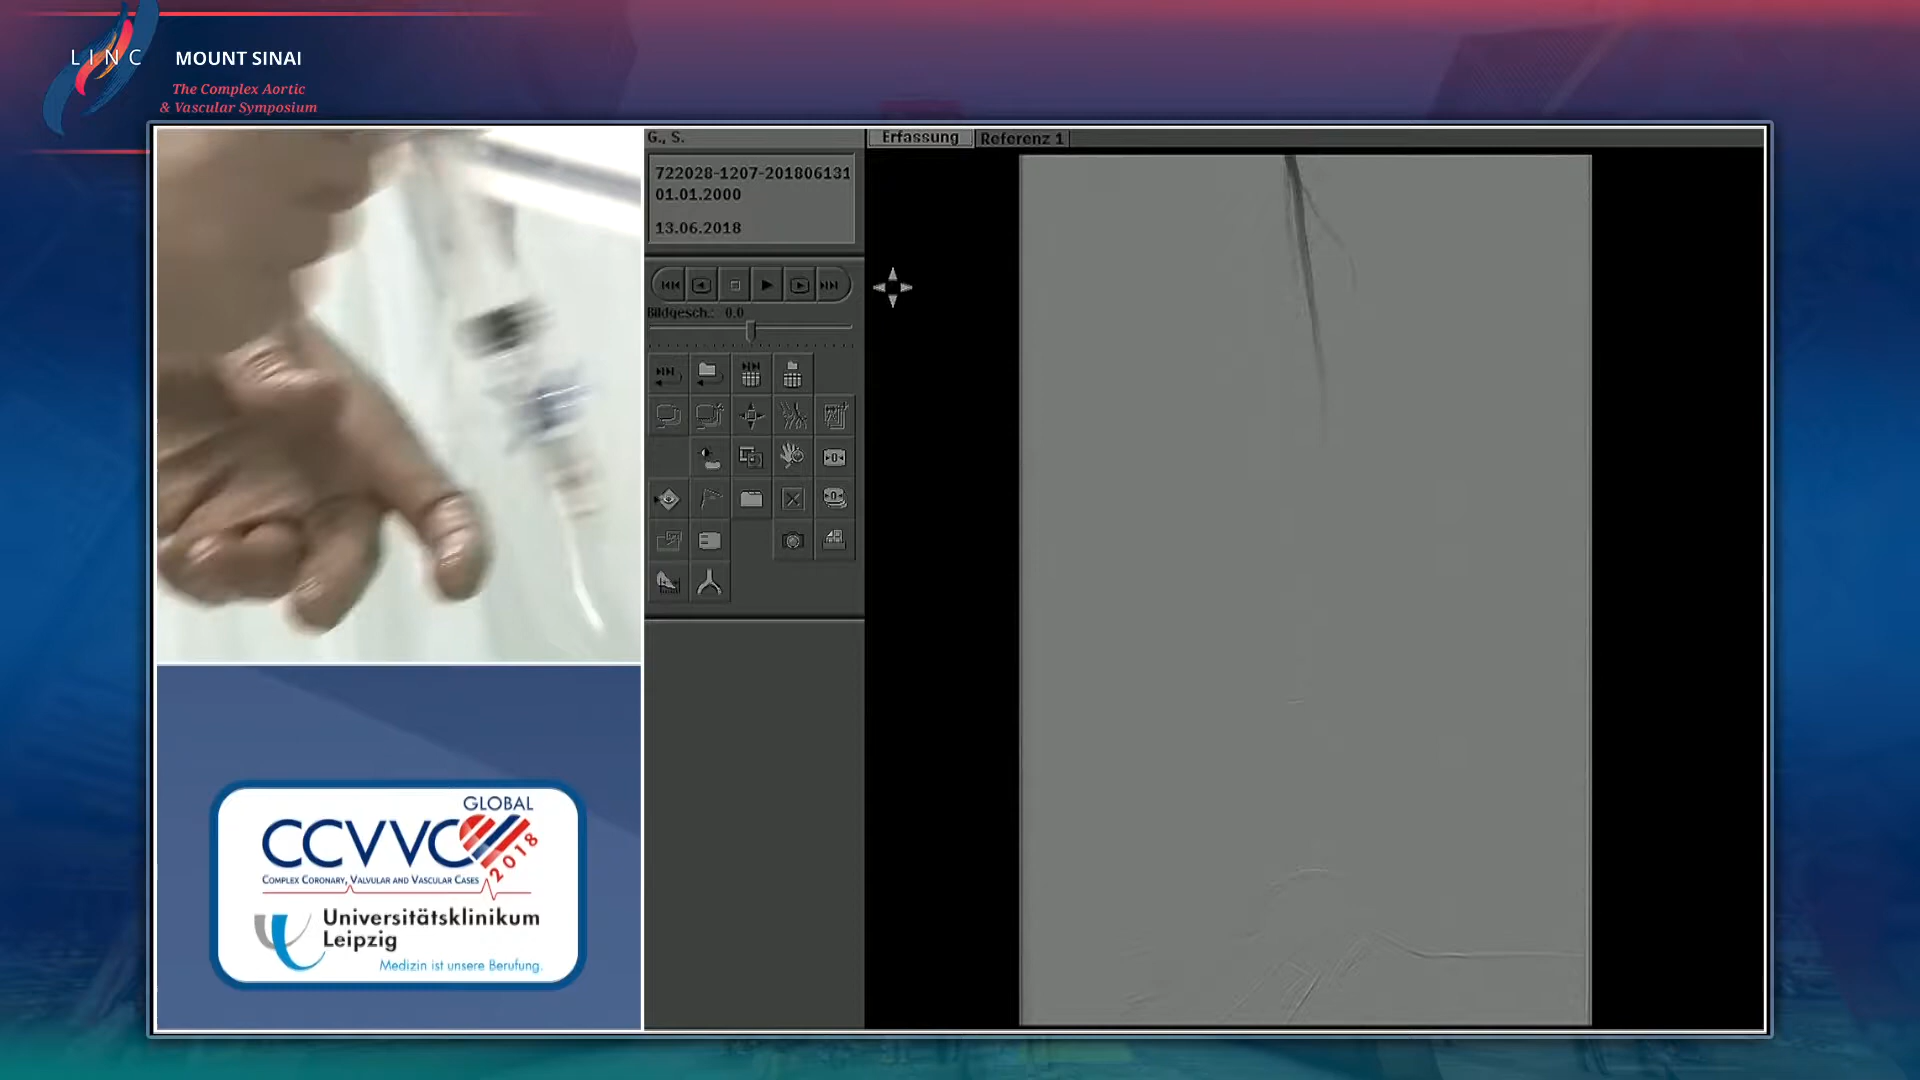 LINC
MOUNT SINAI
The Complex Aortic
& Vascular Symposium
G., S.
722028-1207-201806131
01.01.2000
13.06.2018
Bildgesch.: 0.0
Erfassung
Referenz 1
GLOBAL
CCVVC
2018
COMPLEX CORONARY, VALVULAR AND VASCULAR CASES
Universitätsklinikum
Leipzig
Medizin ist unsere Berufung.